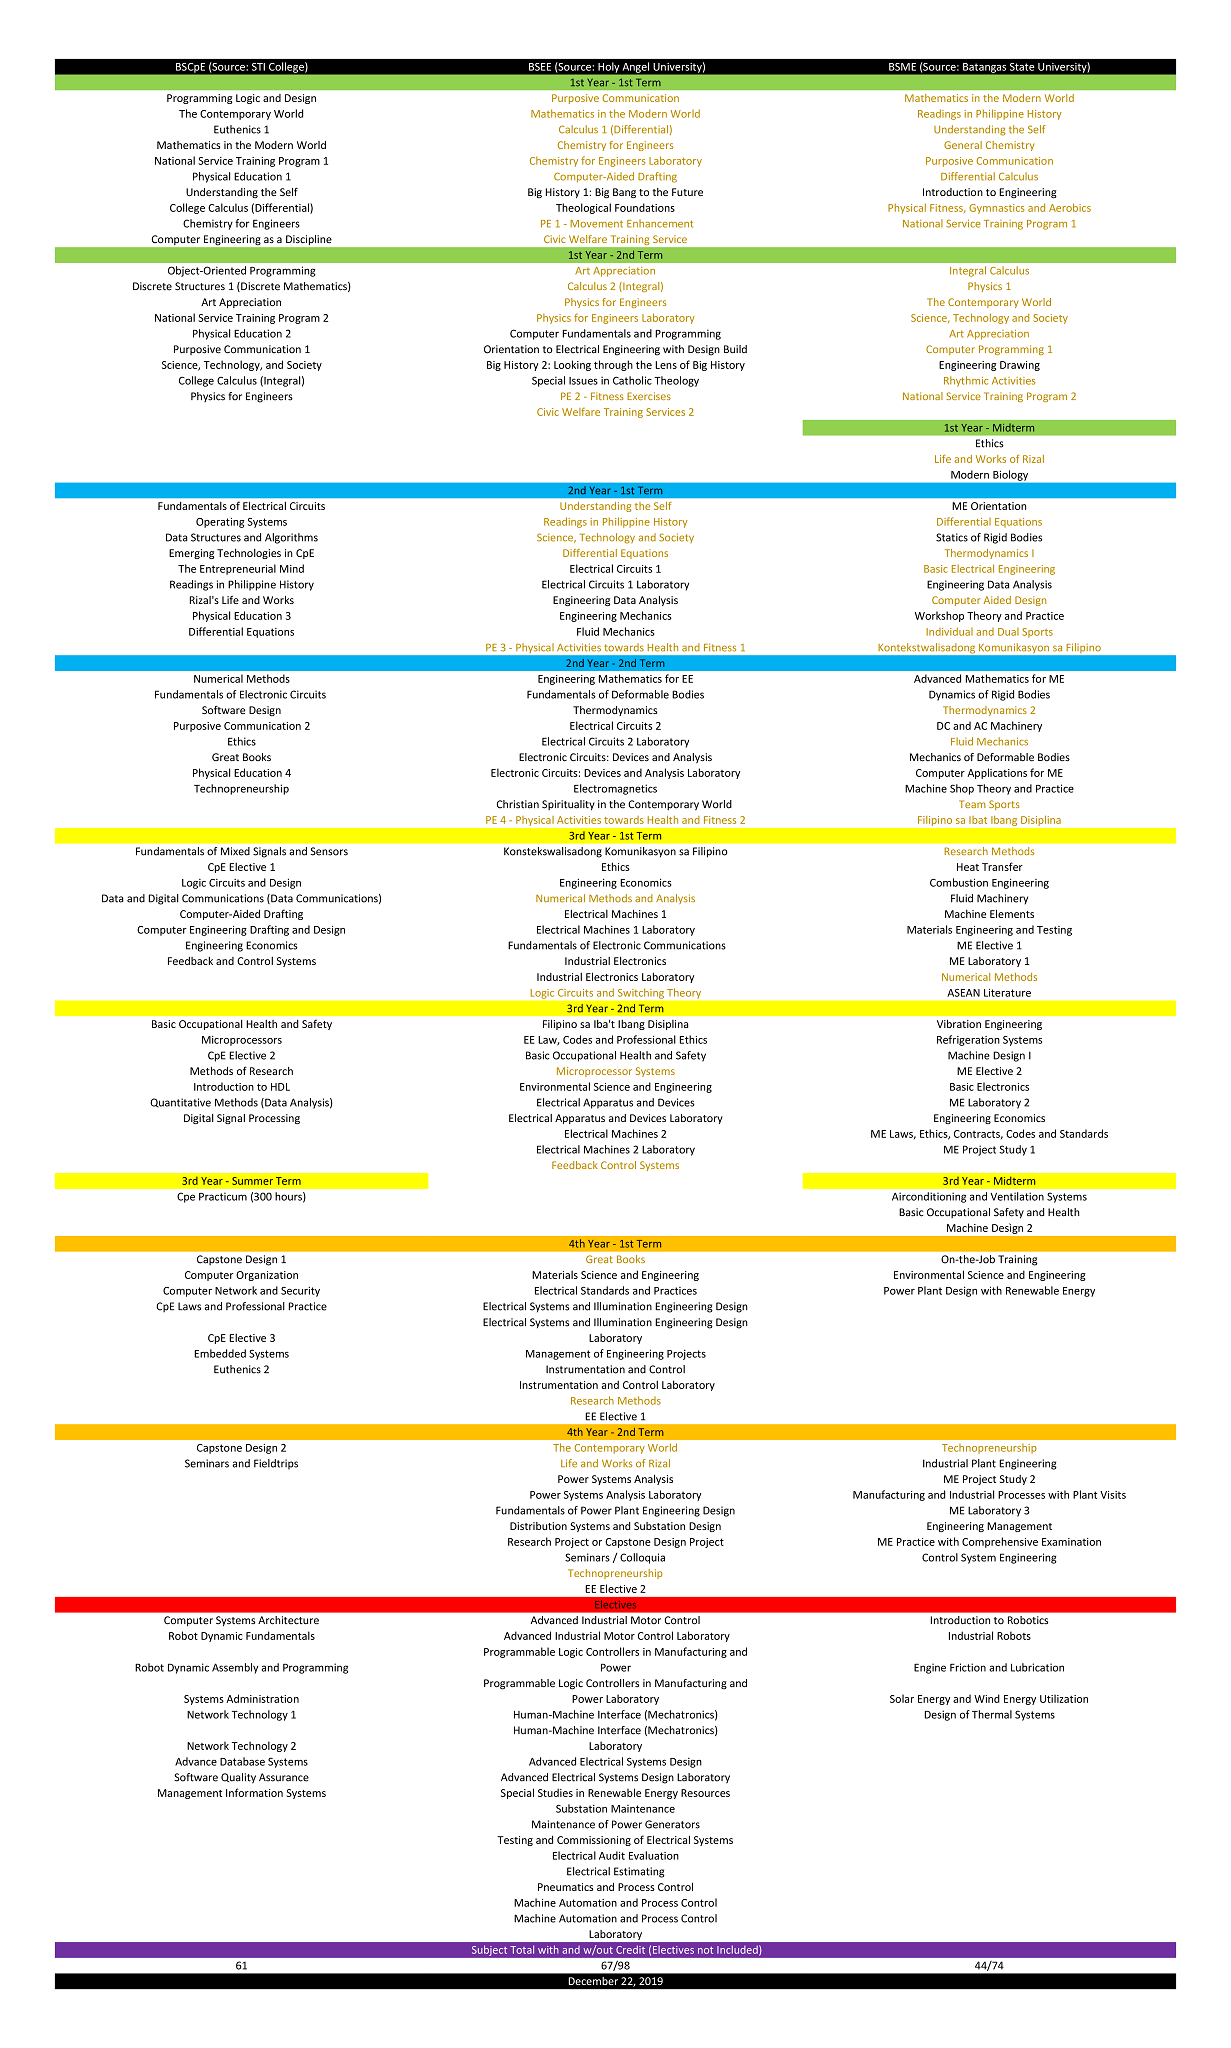 BSCpE (Source: STI College) BSEE (Source: Holy Angel University) BSME (Source: Batangas State University)
1st Year - 1st Term
Programming Logic and Design Purposive Communication Mathematics in the Modern World
The Contemporary World Mathematics in the Modern World Readings in Philippine History
Euthenics 1 Calculus 1 (Differential) Understanding the Self
Mathematics in the Modern World Chemistry for Engineers General Chemistry
National Service Training Program 1 Chemistry for Engineers Laboratory Purposive Communication
Physical Education 1 Computer-Aided Drafting Differential Calculus
Understanding the Self Big History 1: Big Bang to the Future Introduction to Engineering
College Calculus (Differential) Theological Foundations Physical Fitness, Gymnastics and Aerobics
Chemistry for Engineers PE 1 - Movement Enhancement National Service Training Program 1
Computer Engineering as a Discipline Civic Welfare Training Service
1st Year - 2nd Term
Object-Oriented Programming Art Appreciation Integral Calculus
Discrete Structures 1 (Discrete Mathematics) Calculus 2 (Integral) Physics 1
Art Appreciation Physics for Engineers The Contemporary World
National Service Training Program 2 Physics for Engineers Laboratory Science, Technology and Society
Physical Education 2 Computer Fundamentals and Programming Art Appreciation
Purposive Communication 1 Orientation to Electrical Engineering with Design Build Computer Programming 1
Science, Technology, and Society Big History 2: Looking through the Lens of Big History Engineering Drawing
College Calculus (Integral) Special Issues in Catholic Theology Rhythmic Activities
Physics for Engineers PE 2 - Fitness Exercises National Service Training Program 2
Civic Welfare Training Services 2
1st Year - Midterm
Ethics
Life and Works of Rizal
Modern Biology
2nd Year - 1st Term
Fundamentals of Electrical Circuits Understanding the Self ME Orientation
Operating Systems Readings in Philippine History Differential Equations
Data Structures and Algorithms Science, Technology and Society Statics of Rigid Bodies
Emerging Technologies in CpE Differential Equations Thermodynamics I
The Entrepreneurial Mind Electrical Circuits 1 Basic Electrical Engineering
Readings in Philippine History Electrical Circuits 1 Laboratory Engineering Data Analysis
Rizal's Life and Works Engineering Data Analysis Computer Aided Design
Physical Education 3 Engineering Mechanics Workshop Theory and Practice
Differential Equations Fluid Mechanics Individual and Dual Sports
PE 3 - Physical Activities towards Health and Fitness 1 Kontekstwalisadong Komunikasyon sa Filipino
2nd Year - 2nd Term
Numerical Methods Engineering Mathematics for EE Advanced Mathematics for ME
Fundamentals of Electronic Circuits Fundamentals of Deformable Bodies Dynamics of Rigid Bodies
Software Design Thermodynamics Thermodynamics 2
Purposive Communication 2 Electrical Circuits 2 DC and AC Machinery
Ethics Electrical Circuits 2 Laboratory Fluid Mechanics
Great Books Electronic Circuits: Devices and Analysis Mechanics of Deformable Bodies
Physical Education 4 Electronic Circuits: Devices and Analysis Laboratory Computer Applications for ME
Technopreneurship Electromagnetics Machine Shop Theory and Practice
Christian Spirituality in the Contemporary World Team Sports
PE 4 - Physical Activities towards Health and Fitness 2 Filipino sa Ibat Ibang Disiplina
3rd Year - 1st Term
Fundamentals of Mixed Signals and Sensors Konstekswalisadong Komunikasyon sa Filipino Research Methods
CpE Elective 1 Ethics Heat Transfer
Logic Circuits and Design Engineering Economics Combustion Engineering
Data and Digital Communications (Data Communications) Numerical Methods and Analysis Fluid Machinery
Computer-Aided Drafting Electrical Machines 1 Machine Elements
Computer Engineering Drafting and Design Electrical Machines 1 Laboratory Materials Engineering and Testing
Engineering Economics Fundamentals of Electronic Communications ME Elective 1
Feedback and Control Systems Industrial Electronics ME Laboratory 1
Industrial Electronics Laboratory Numerical Methods
Logic Circuits and Switching Theory ASEAN Literature
3rd Year - 2nd Term
Basic Occupational Health and Safety Filipino sa Iba't Ibang Disiplina Vibration Engineering
Microprocessors EE Law, Codes and Professional Ethics Refrigeration Systems
CpE Elective 2 Basic Occupational Health and Safety Machine Design I
Methods of Research Microprocessor Systems ME Elective 2
Introduction to HDL Environmental Science and Engineering Basic Electronics
Quantitative Methods (Data Analysis) Electrical Apparatus and Devices ME Laboratory 2
Digital Signal Processing Electrical Apparatus and Devices Laboratory Engineering Economics
Electrical Machines 2 ME Laws, Ethics, Contracts, Codes and Standards
Electrical Machines 2 Laboratory ME Project Study 1
Feedback Control Systems
3rd Year - Summer Term 3rd Year - Midterm
Cpe Practicum (300 hours) Airconditioning and Ventilation Systems
Basic Occupational Safety and Health
Machine Design 2
4th Year - 1st Term
Capstone Design 1 Great Books On-the-Job Training
Computer Organization Materials Science and Engineering Environmental Science and Engineering
Computer Network and Security Electrical Standards and Practices Power Plant Design with Renewable Energy
CpE Laws and Professional Practice Electrical Systems and Illumination Engineering Design
Electrical Systems and Illumination Engineering Design
CpE Elective 3 Laboratory
Embedded Systems Management of Engineering Projects
Euthenics 2 Instrumentation and Control
Instrumentation and Control Laboratory
Research Methods
EE Elective 1
4th Year - 2nd Term
Capstone Design 2 The Contemporary World Technopreneurship
Seminars and Fieldtrips Life and Works of Rizal Industrial Plant Engineering
Power Systems Analysis ME Project Study 2
Power Systems Analysis Laboratory Manufacturing and Industrial Processes with Plant Visits
Fundamentals of Power Plant Engineering Design ME Laboratory 3
Distribution Systems and Substation Design Engineering Management
Research Project or Capstone Design Project ME Practice with Comprehensive Examination
Seminars / Colloquia Control System Engineering
Technopreneurship
EE Elective 2
Electives
Computer Systems Architecture Advanced Industrial Motor Control Introduction to Robotics
Robot Dynamic Fundamentals Advanced Industrial Motor Control Laboratory Industrial Robots
Programmable Logic Controllers in Manufacturing and
Robot Dynamic Assembly and Programming Power Engine Friction and Lubrication
Programmable Logic Controllers in Manufacturing and
Systems Administration Power Laboratory Solar Energy and Wind Energy Utilization
Network Technology 1 Human-Machine Interface (Mechatronics) Design of Thermal Systems
Human-Machine Interface (Mechatronics)
Network Technology 2 Laboratory
Advance Database Systems Advanced Electrical Systems Design
Software Quality Assurance Advanced Electrical Systems Design Laboratory
Management Information Systems Special Studies in Renewable Energy Resources
Substation Maintenance
Maintenance of Power Generators
Testing and Commissioning of Electrical Systems
Electrical Audit Evaluation
Electrical Estimating
Pneumatics and Process Control
Machine Automation and Process Control
Machine Automation and Process Control
Laboratory
Subject Total with and w/out Credit (Electives not Included)
61 67/98 44/74
December 22, 2019